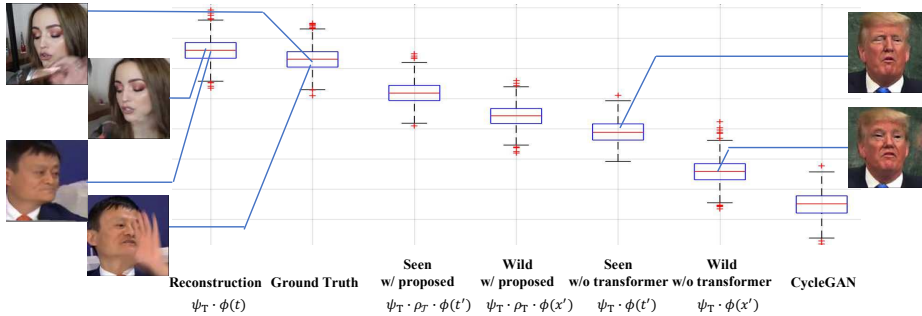 Reconstruction
ψ_T · ϕ(t)
Ground Truth
Seen
w/ proposed
ψ_T · ρ_𝒯 · ϕ(t′)
Wild
w/ proposed
ψ_T · ρ_T · ϕ(x′)
Seen
w/o transformer
ψ_T · ϕ(t′)
Wild
w/o transformer
ψ_T · ϕ(x′)
CycleGAN